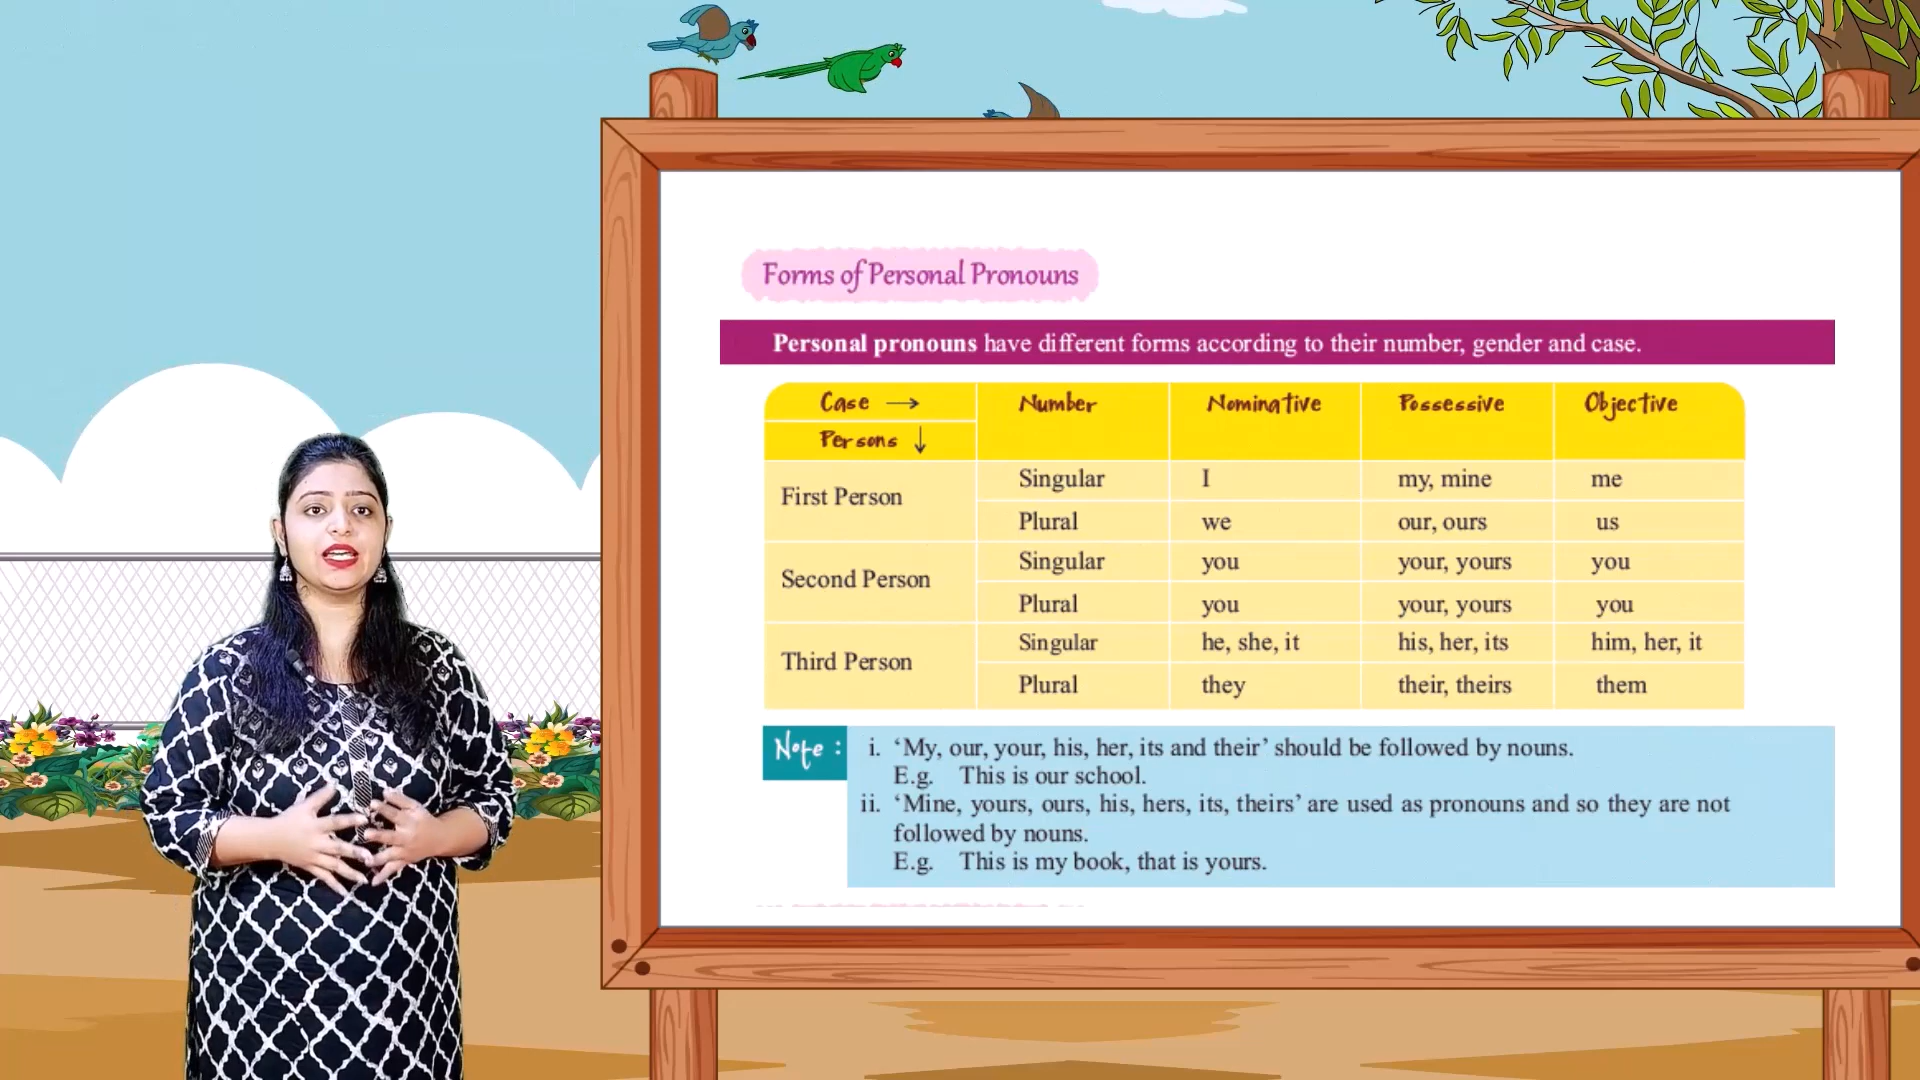 Forms of Personal Pronouns
Personal pronouns have different forms according to their number, gender and case.
Case → Number Nominative Possessive Objective
Persons ↓
First Person
Singular I my, mine me
Plural we our, ours us
Second Person
Singular you your, yours you
Plural you your, yours you
Third Person
Singular he, she, it his, her, its him, her, it
Plural they their, theirs them
Note : i. ‘My, our, your, his, her, its and their’ should be followed by nouns.
E.g. This is our school.
ii. ‘Mine, yours, ours, his, hers, its, theirs’ are used as pronouns and so they are not
followed by nouns.
E.g. This is my book, that is yours.